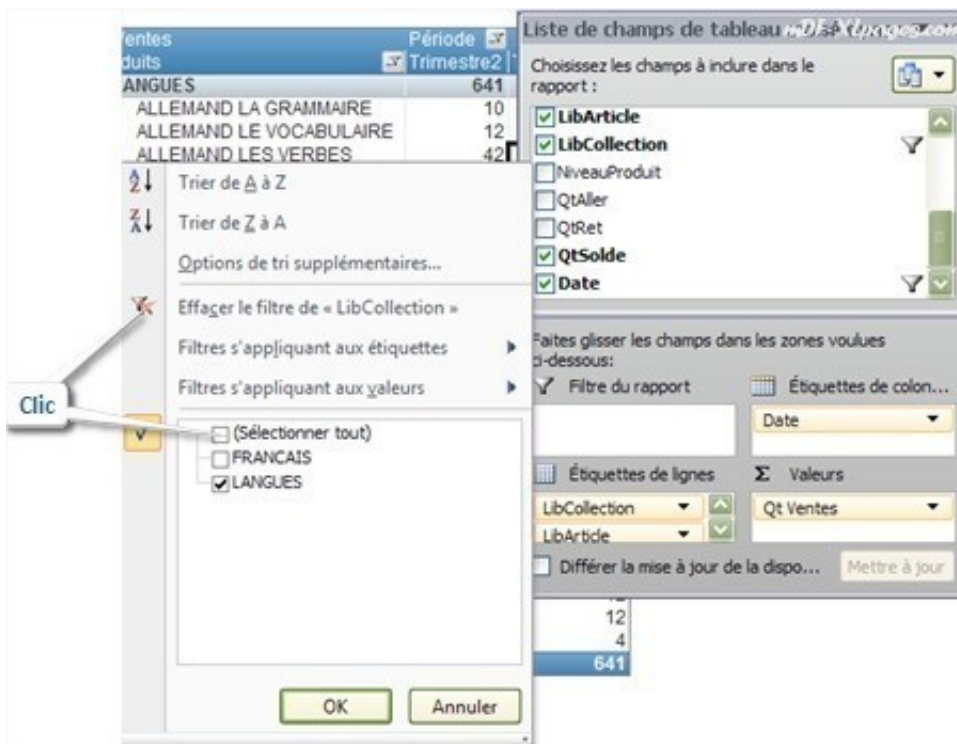 entes Période
duits Trimestre2
ANGUES 641
ALLEMAND LA GRAMMAIRE 10
ALLEMAND LE VOCABULAIRE 12
ALLEMAND LES VERBES 42
Trier de A à Z
Trier de Z à A
Options de tri supplémentaires...
Effacer le filtre de « LibCollection »
Filtres s'appliquant aux étiquettes
Filtres s'appliquant aux valeurs
Clic
(Sélectionner tout)
FRANCAIS
LANGUES
OK Annuler
Liste de champs de tableau
Choisissez les champs à inclure dans le
rapport :
LibArticle
LibCollection
NiveauProduit
QtAller
QtRet
QtSolde
Date
Faites glisser les champs dans les zones voulues
ci-dessous:
Filtre du rapport Étiquettes de colon...
Date
Étiquettes de lignes Σ Valeurs
LibCollection Qt Ventes
LibArticle
Différer la mise à jour de la dispo... Mettre à jour
12
4
641